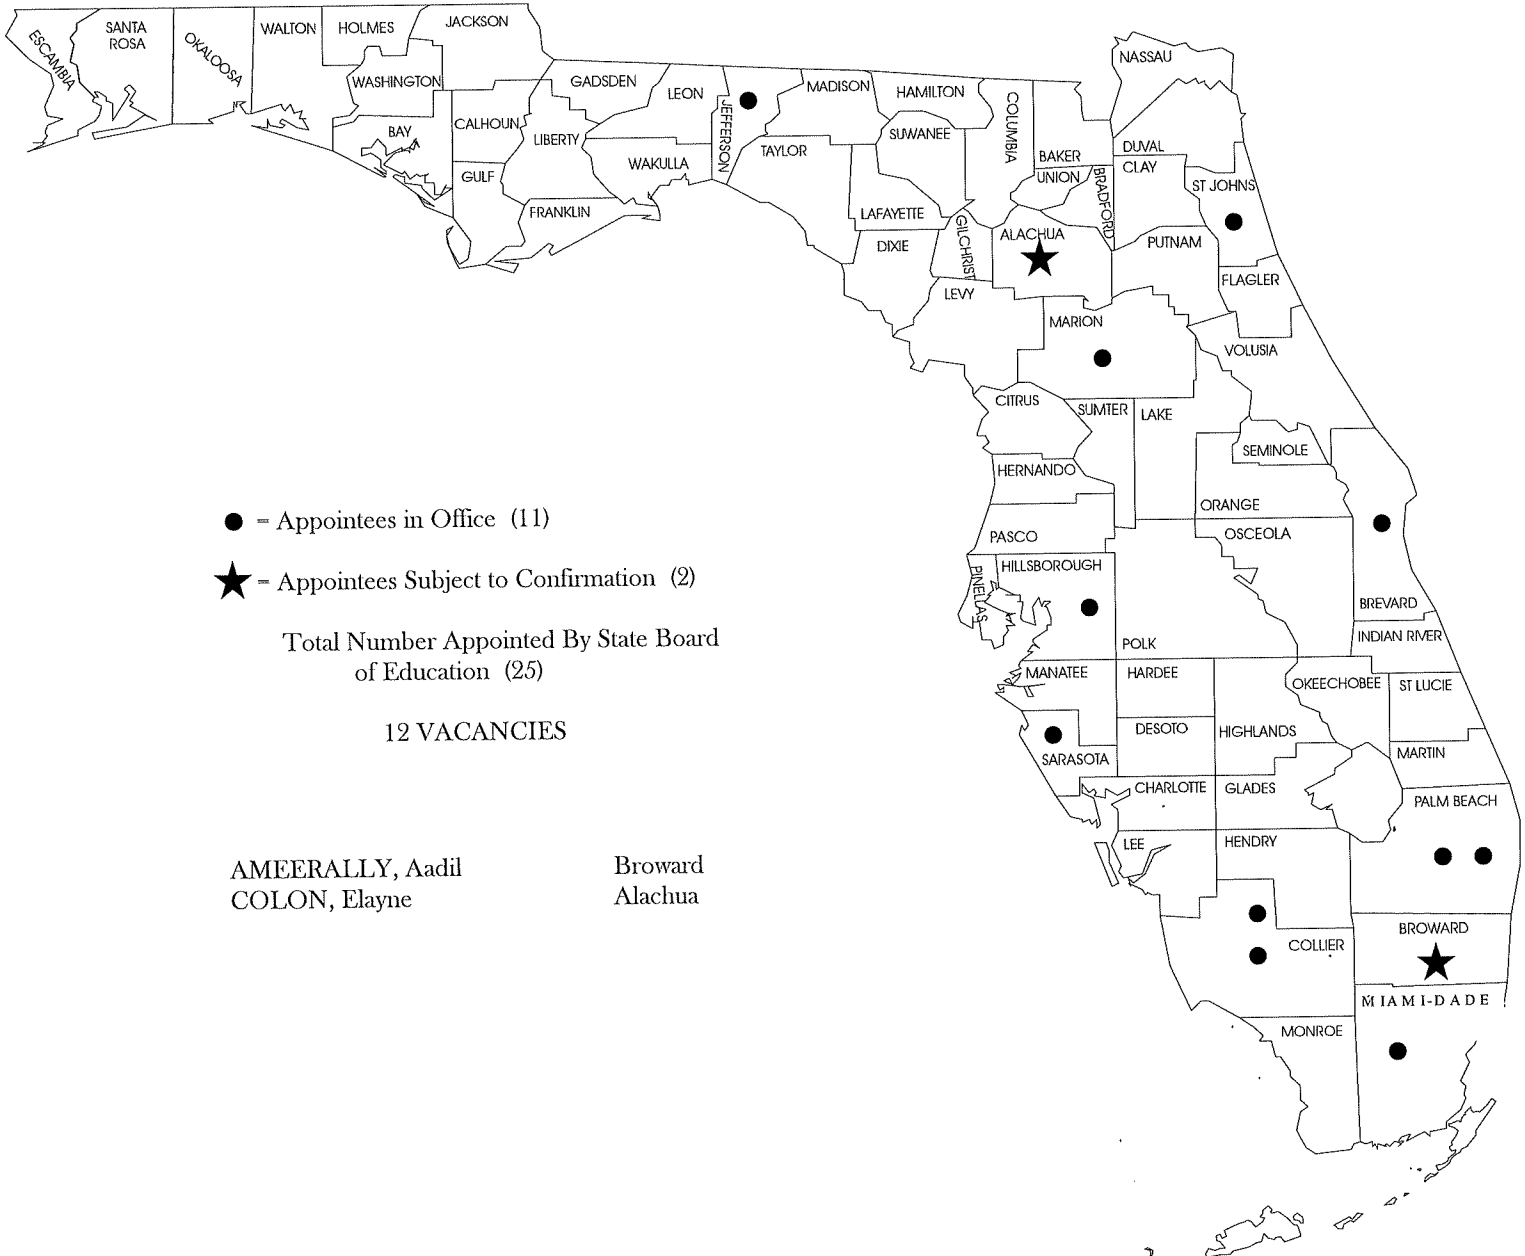 ESCAMBIA
SANTA
ROSA
OKALOOSA
WALTON
HOLMES
JACKSON
WASHINGTON
BAY
CALHOUN
GULF
GADSDEN
LIBERTY
FRANKLIN
LEON
WAKULLA
JEFFERSON
MADISON
TAYLOR
HAMILTON
SUWANEE
LAFAYETTE
DIXIE
COLUMBIA
GILCHRIST
BAKER
UNION
BRADFORD
NASSAU
DUVAL
CLAY
ST JOHNS
ALACHUA
PUTNAM
FLAGLER
LEVY
MARION
VOLUSIA
CITRUS
SUMTER
LAKE
SEMINOLE
HERNANDO
ORANGE
PASCO
OSCEOLA
PINELLAS
HILLSBOROUGH
POLK
BREVARD
INDIAN RIVER
MANATEE
HARDEE
OKEECHOBEE
ST LUCIE
DESOTO
HIGHLANDS
SARASOTA
MARTIN
CHARLOTTE
GLADES
PALM BEACH
LEE
HENDRY
COLLIER
BROWARD
MIAMI-DADE
MONROE
= Appointees in Office (11)
= Appointees Subject to Confirmation (2)
Total Number Appointed By State Board
of Education (25)
12 VACANCIES
AMEERALLY, Aadil Broward
COLON, Elayne Alachua